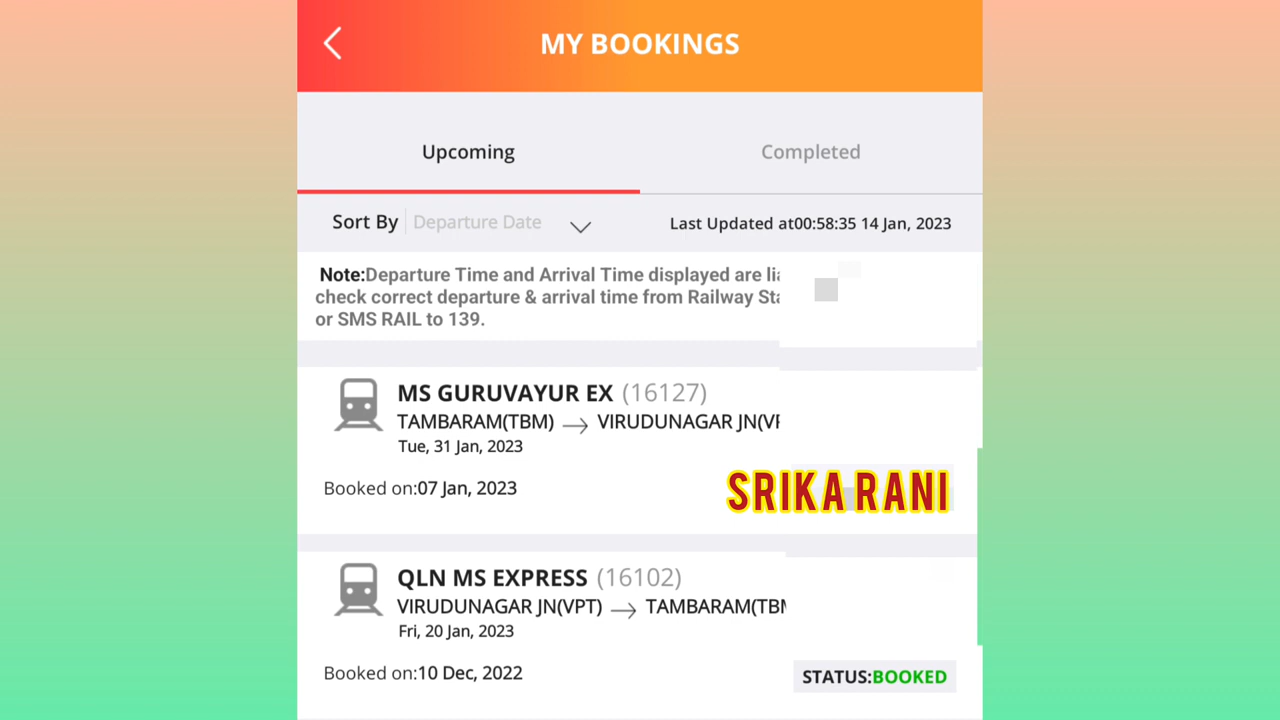 MY BOOKINGS
Upcoming
Completed
Sort By Departure Date
Last Updated at00:58:35 14 Jan, 2023
Note:Departure Time and Arrival Time displayed are
check correct departure & arrival time from Railway
or SMS RAIL to 139.
MS GURUVAYUR EX (16127)
TAMBARAM(TBM) → VIRUDUNAGAR JN
Tue, 31 Jan, 2023
Booked on:07 Jan, 2023
SRIKA RANI
QLN MS EXPRESS (16102)
VIRUDUNAGAR JN(VPT) → TAMBARAM
Fri, 20 Jan, 2023
Booked on:10 Dec, 2022
STATUS:BOOKED